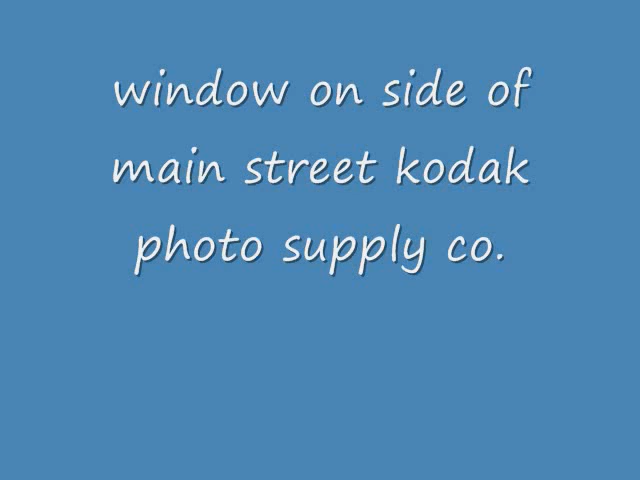 window on side of
main street kodak
photo supply co.